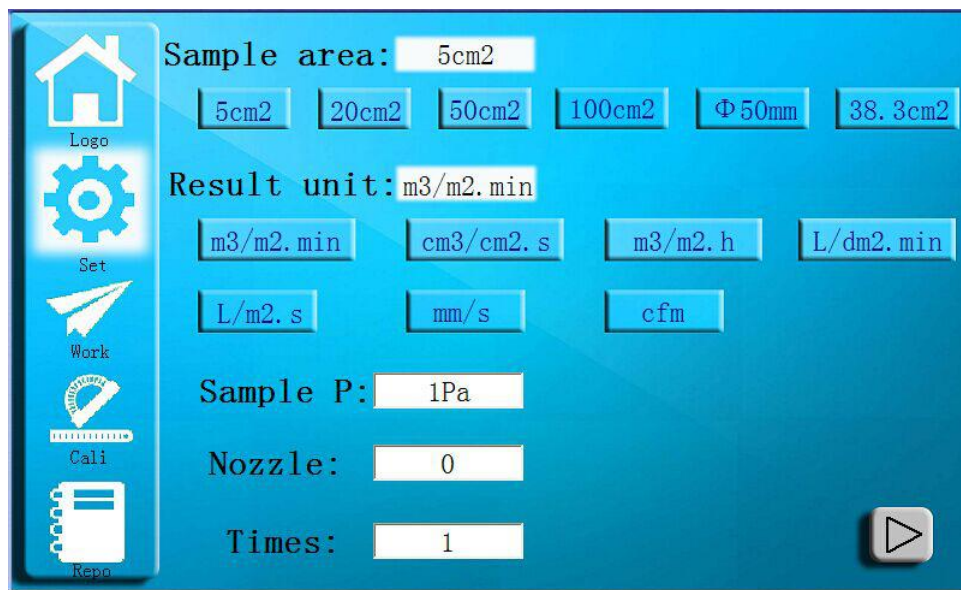 Logo
Set
Work
Cali
Repo
Sample area: 5cm2
5cm2 20cm2 50cm2 100cm2 Φ50mm 38.3cm2
Result unit: m3/m2.min
m3/m2.min cm3/cm2.s m3/m2.h L/dm2.min
L/m2.s mm/s cfm
Sample P: 1Pa
Nozzle: 0
Times: 1